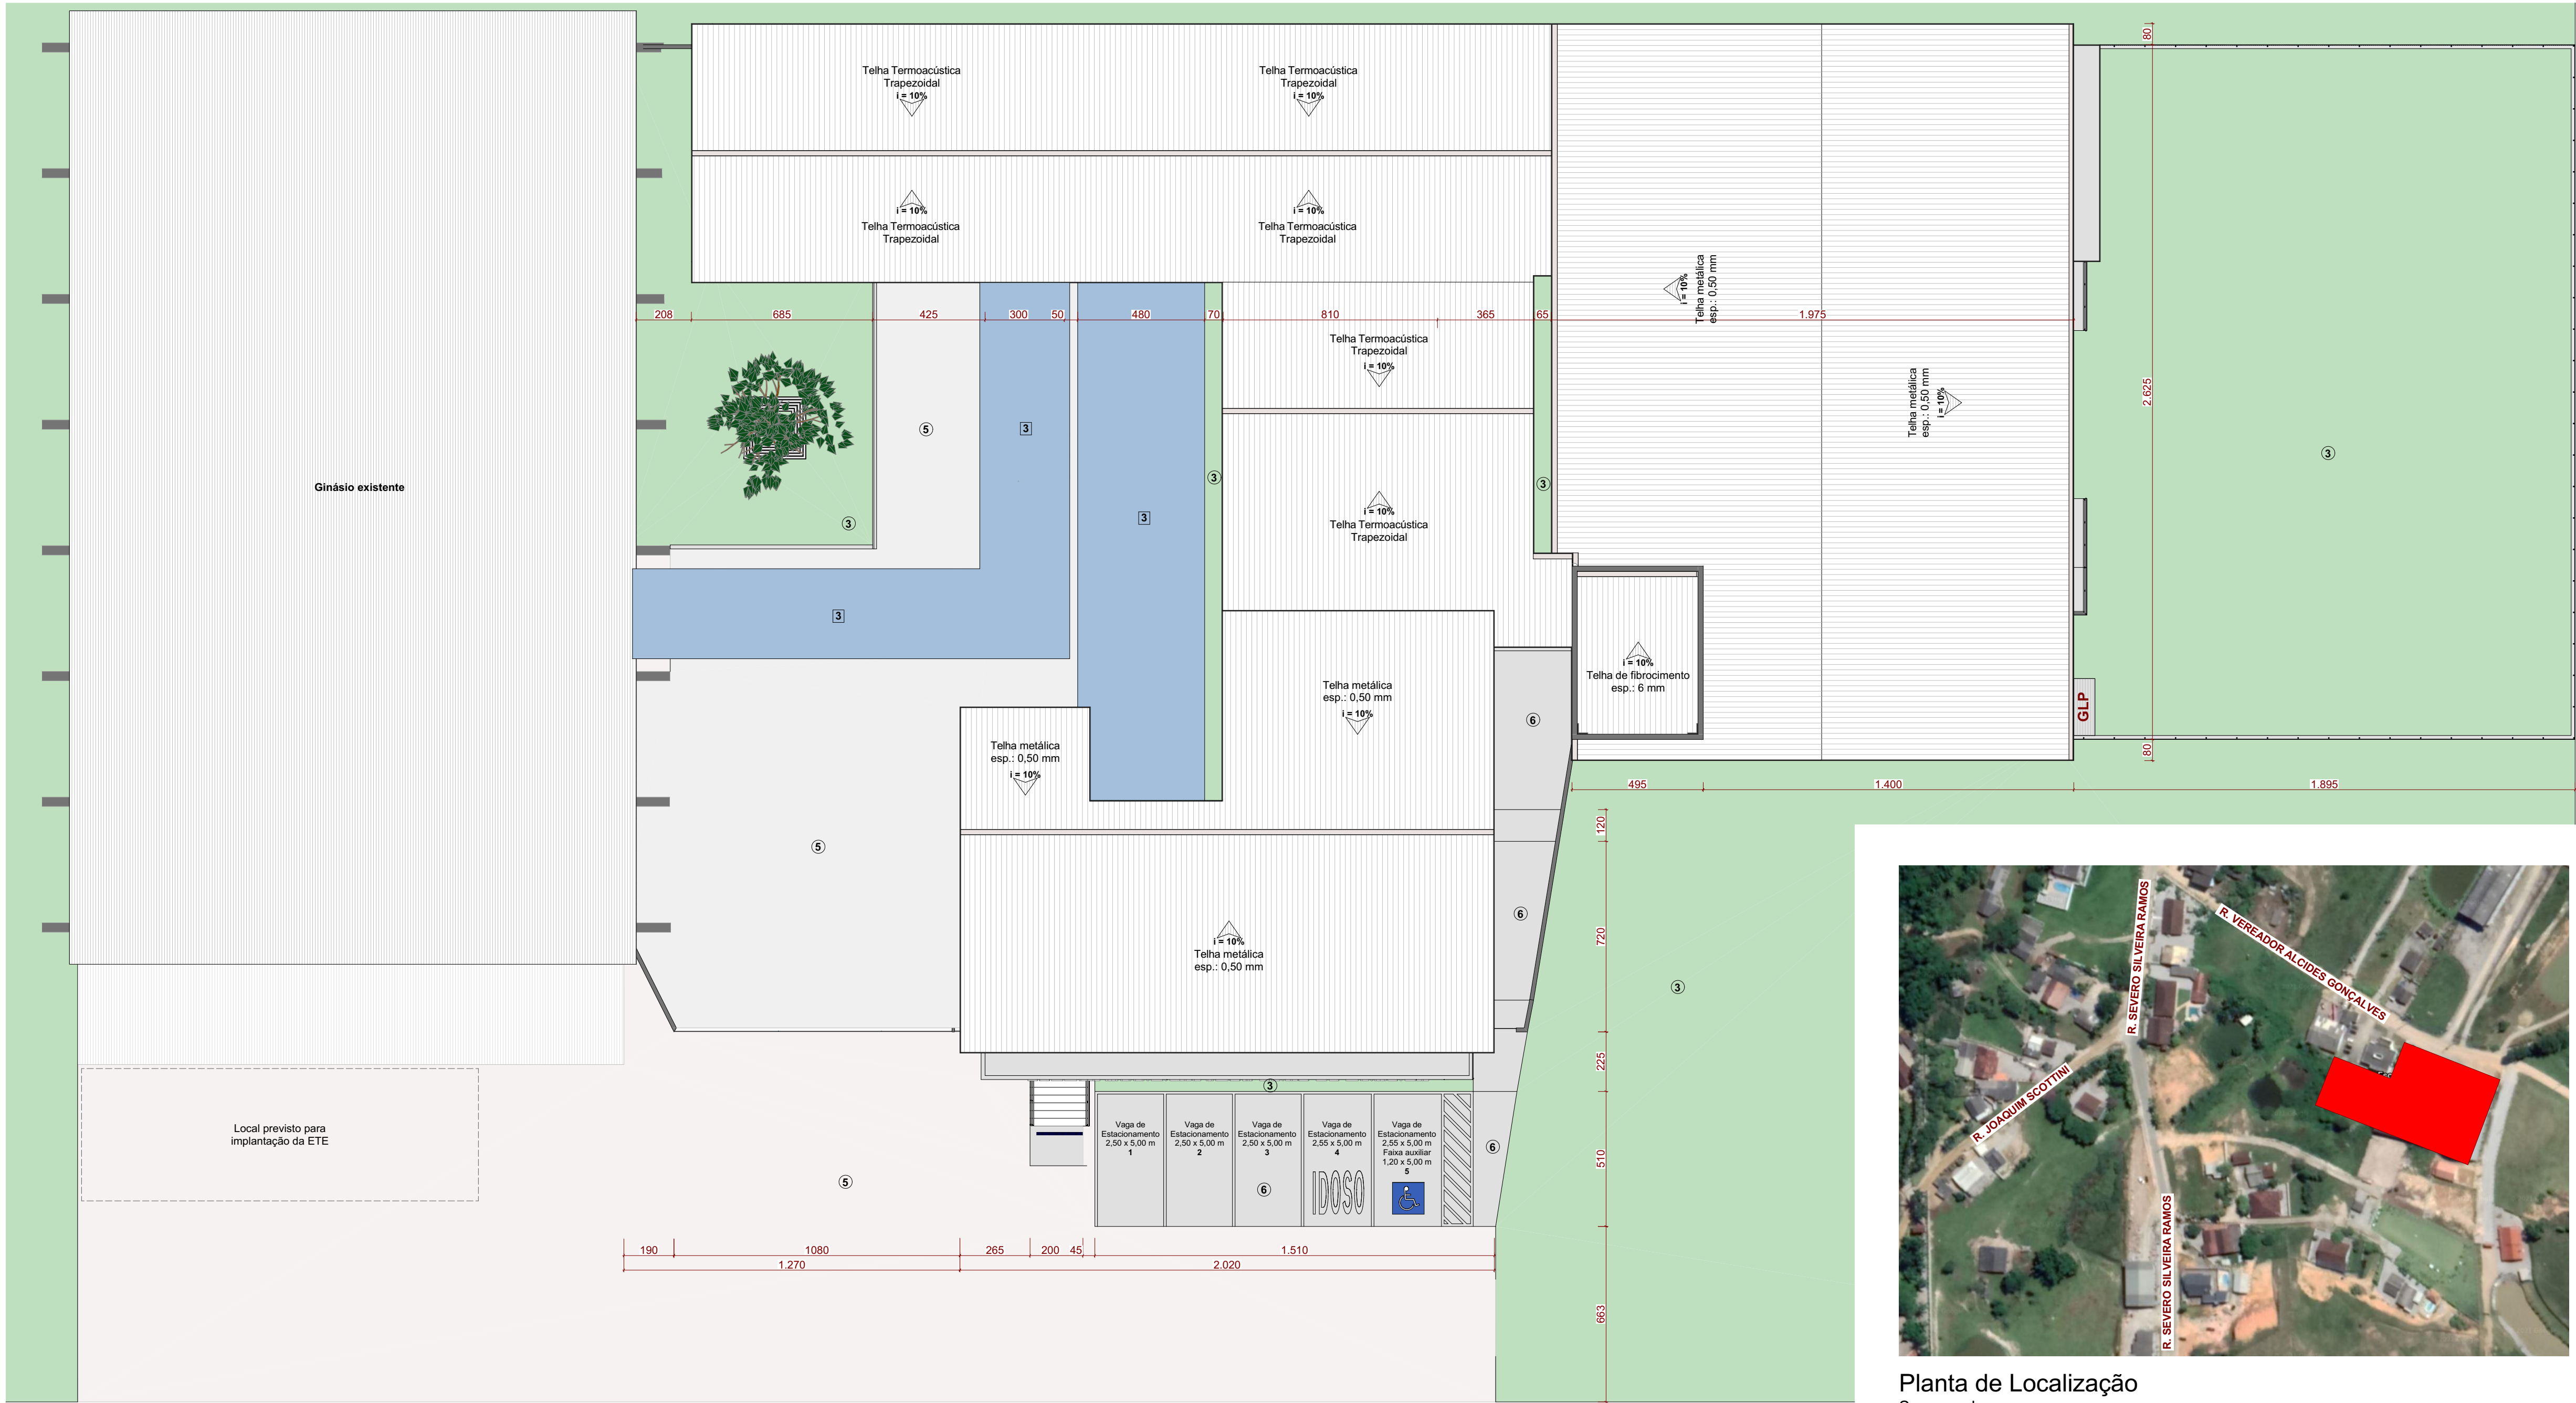 Telha Termoacústica
Trapezoidal
i = 10%
Telha Termoacústica
Trapezoidal
i = 10%
80
i = 10%
Telha Termoacústica
Trapezoidal
i = 10%
Telha Termoacústica
Trapezoidal
i = 10%
Telha metálica
esp.: 0,50 mm
208
685
425
300
50
480
70
810
365
65
1.975
Telha Termoacústica
Trapezoidal
i = 10%
Telha metálica
esp.: 0,50 mm
i = 10%
2.625
5
3
3
3
3
Ginásio existente
3
3
i = 10%
Telha Termoacústica
Trapezoidal
3
i = 10%
Telha de fibrocimento
esp.: 6 mm
Telha metálica
esp.: 0,50 mm
i = 10%
6
GLP
Telha metálica
esp.: 0,50 mm
i = 10%
80
495
1.400
1.895
120
5
6
i = 10%
Telha metálica
esp.: 0,50 mm
720
3
225
3
Local previsto para
implantação da ETE
Vaga de
Estacionamento
2,50 x 5,00 m
1
Vaga de
Estacionamento
2,50 x 5,00 m
2
Vaga de
Estacionamento
2,50 x 5,00 m
3
Vaga de
Estacionamento
2,55 x 5,00 m
4
IDOSO
Vaga de
Estacionamento
2,55 x 5,00 m
Faixa auxiliar
1,20 x 5,00 m
5
6
6
510
5
190
1080
265
200
45
1.510
1.270
2.020
663
R. SEVERO SILVEIRA RAMOS
R. VEREADOR ALCIDES GONÇALVES
R. JOAQUIM SCOTTINI
R. SEVERO SILVEIRA RAMOS
Planta de Localização